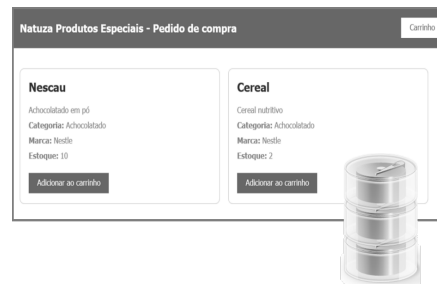 Natuza Produtos Especiais - Pedido de compra
Carrinho
Nescau
Achocolatado em pó
Categoria: Achocolatado
Marca: Nestle
Estoque: 10
Adicionar ao carrinho
Cereal
Cereal nutritivo
Categoria: Achocolatado
Marca: Nestle
Estoque: 2
Adicionar ao carrinho